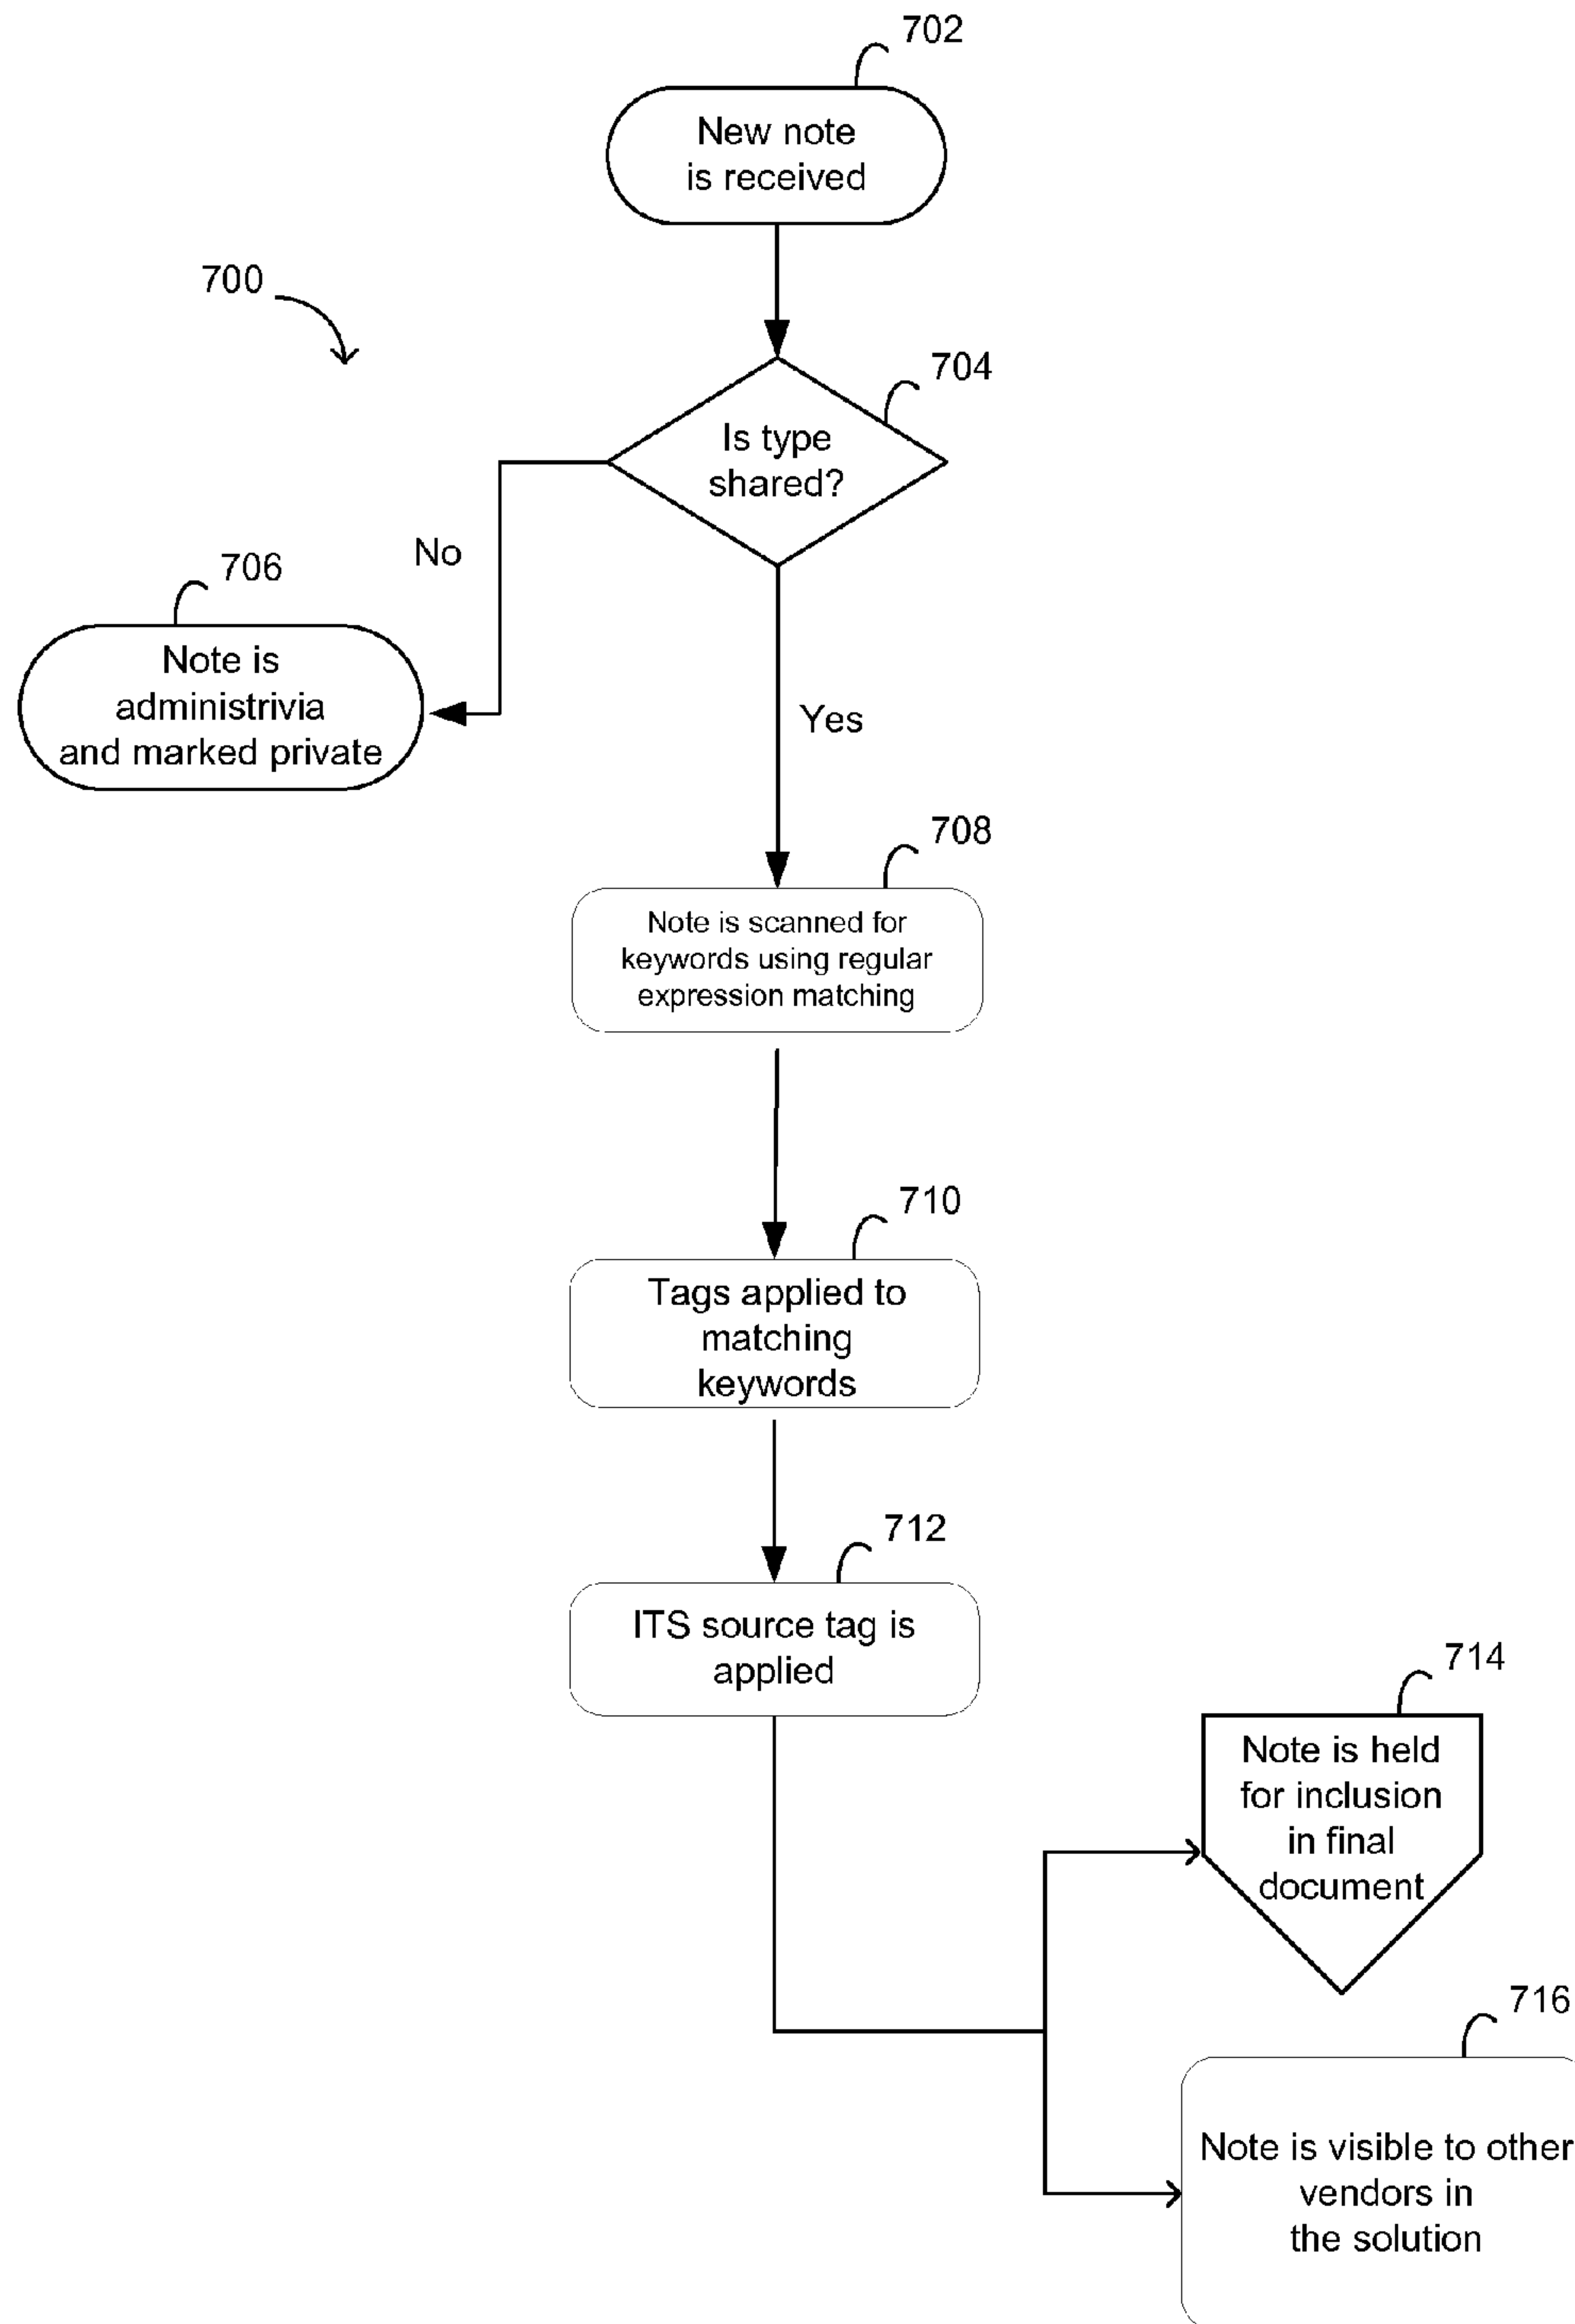 702
New note
is received
700
704
Is type
shared?
No
706
Note is
administrivia
and marked private
Yes
708
Note is scanned for
keywords using regular
expression matching
710
Tags applied to
matching
keywords
712
ITS source tag is
applied
714
Note is held
for inclusion
in final
document
716
Note is visible to other
vendors in
the solution